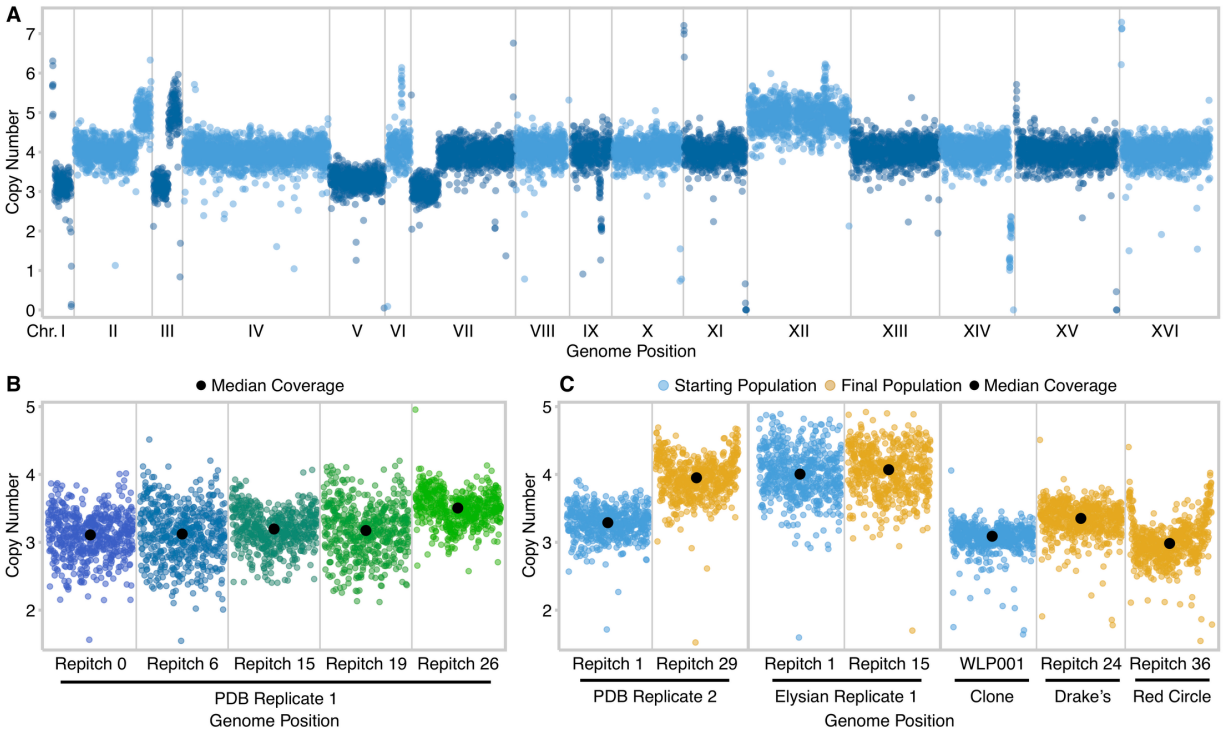 A
Copy Number
7
6
5
4
3
2
1
0
Chr. I II III IV V VI VII VIII IX X XI XII XIII XIV XV XVI
Genome Position
B
Median Coverage
Copy Number
5
4
3
2
Repitch 0 Repitch 6 Repitch 15 Repitch 19 Repitch 26
PDB Replicate 1
Genome Position
C
Starting Population Final Population Median Coverage
Copy Number
5
4
3
2
Repitch 1 Repitch 29 Repitch 1 Repitch 15 WLP001 Repitch 24 Repitch 36
PDB Replicate 2 Elysian Replicate 1 Clone Drake's Red Circle
Genome Position